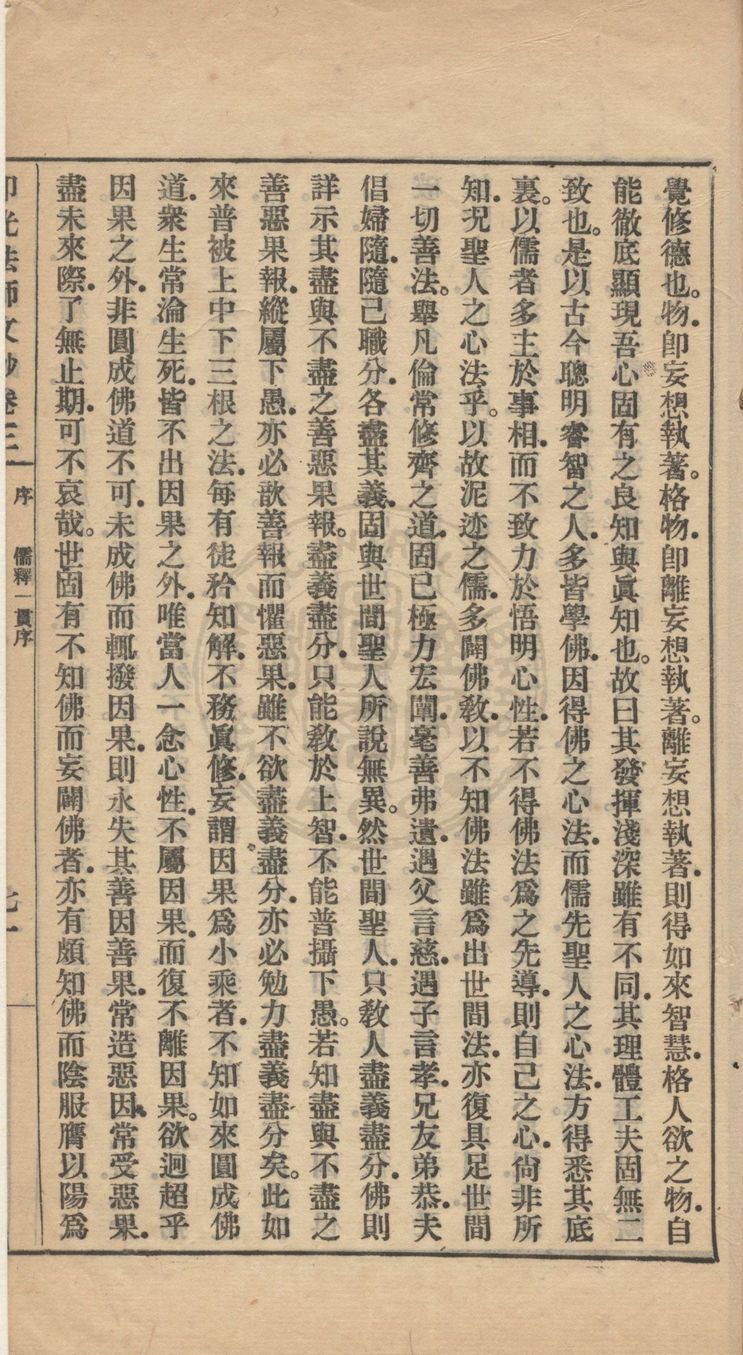 覺修德也。物。卽妄想執著。格物。卽離妄想執著。離妄想執著。則得如來智慧。格人欲之物。自
能徹底顯現吾心固有之良知與眞知也。故曰其發揮淺深雖有不同。其理體工夫固無二
致也。是以古今聰明睿智之人。多皆學佛。因得佛之心法。而儒先聖人之心法。方得悉其底
裏。以儒者多主於事相。而不致力於悟明心性。若不得佛法爲之先導。則自己之心。尙非所
知。況聖人之心法乎。以故泥迹之儒。多闢佛敎。以不知佛法雖爲出世間法。亦復具足世間
一切善法。舉凡倫常修齊之道。固已極力宏闡。毫善弗遺。遇父言慈。遇子言孝。兄友弟恭。夫
倡婦隨。隨己職分。各盡其義。固與世間聖人所說無異。然世間聖人。只敎人盡義盡分。佛則
詳示其盡與不盡之善惡果報。盡義盡分。只能敎於上智。不能普攝下愚。若知盡與不盡之
善惡果報。縱屬下愚。亦必歆善報而懼惡果。雖不欲盡義盡分。亦必勉力盡義盡分矣。此如
來普被上中下三根之法。每有徒矜知解。不務眞修。妄謂因果爲小乘者。不知如來圓成佛
道。衆生常淪生死。皆不出因果之外。唯當人一念心性。不屬因果。而復不離因果。欲迥超乎
因果之外。非圓成佛道不可。未成佛而輒撥因果。則永失其善因善果。常造惡因。常受惡果。
盡未來際。了無止期。可不哀哉。世固有不知佛而妄闢佛者。亦有頗知佛而陰服膺以陽爲
印光法師文鈔卷三 序 儒釋一貫序